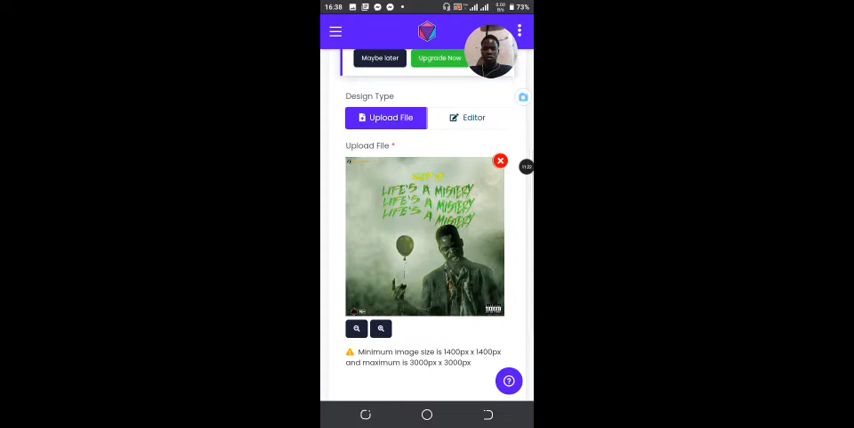 16:38
73%
Maybe later
Upgrade Now
Design Type
Upload File
Editor
Upload File *
LIFE'S A MISTERY
LIFE'S A MISTERY
LIFE'S A MISTERY
Minimum image size is 1400px x 1400px
and maximum is 3000px x 3000px